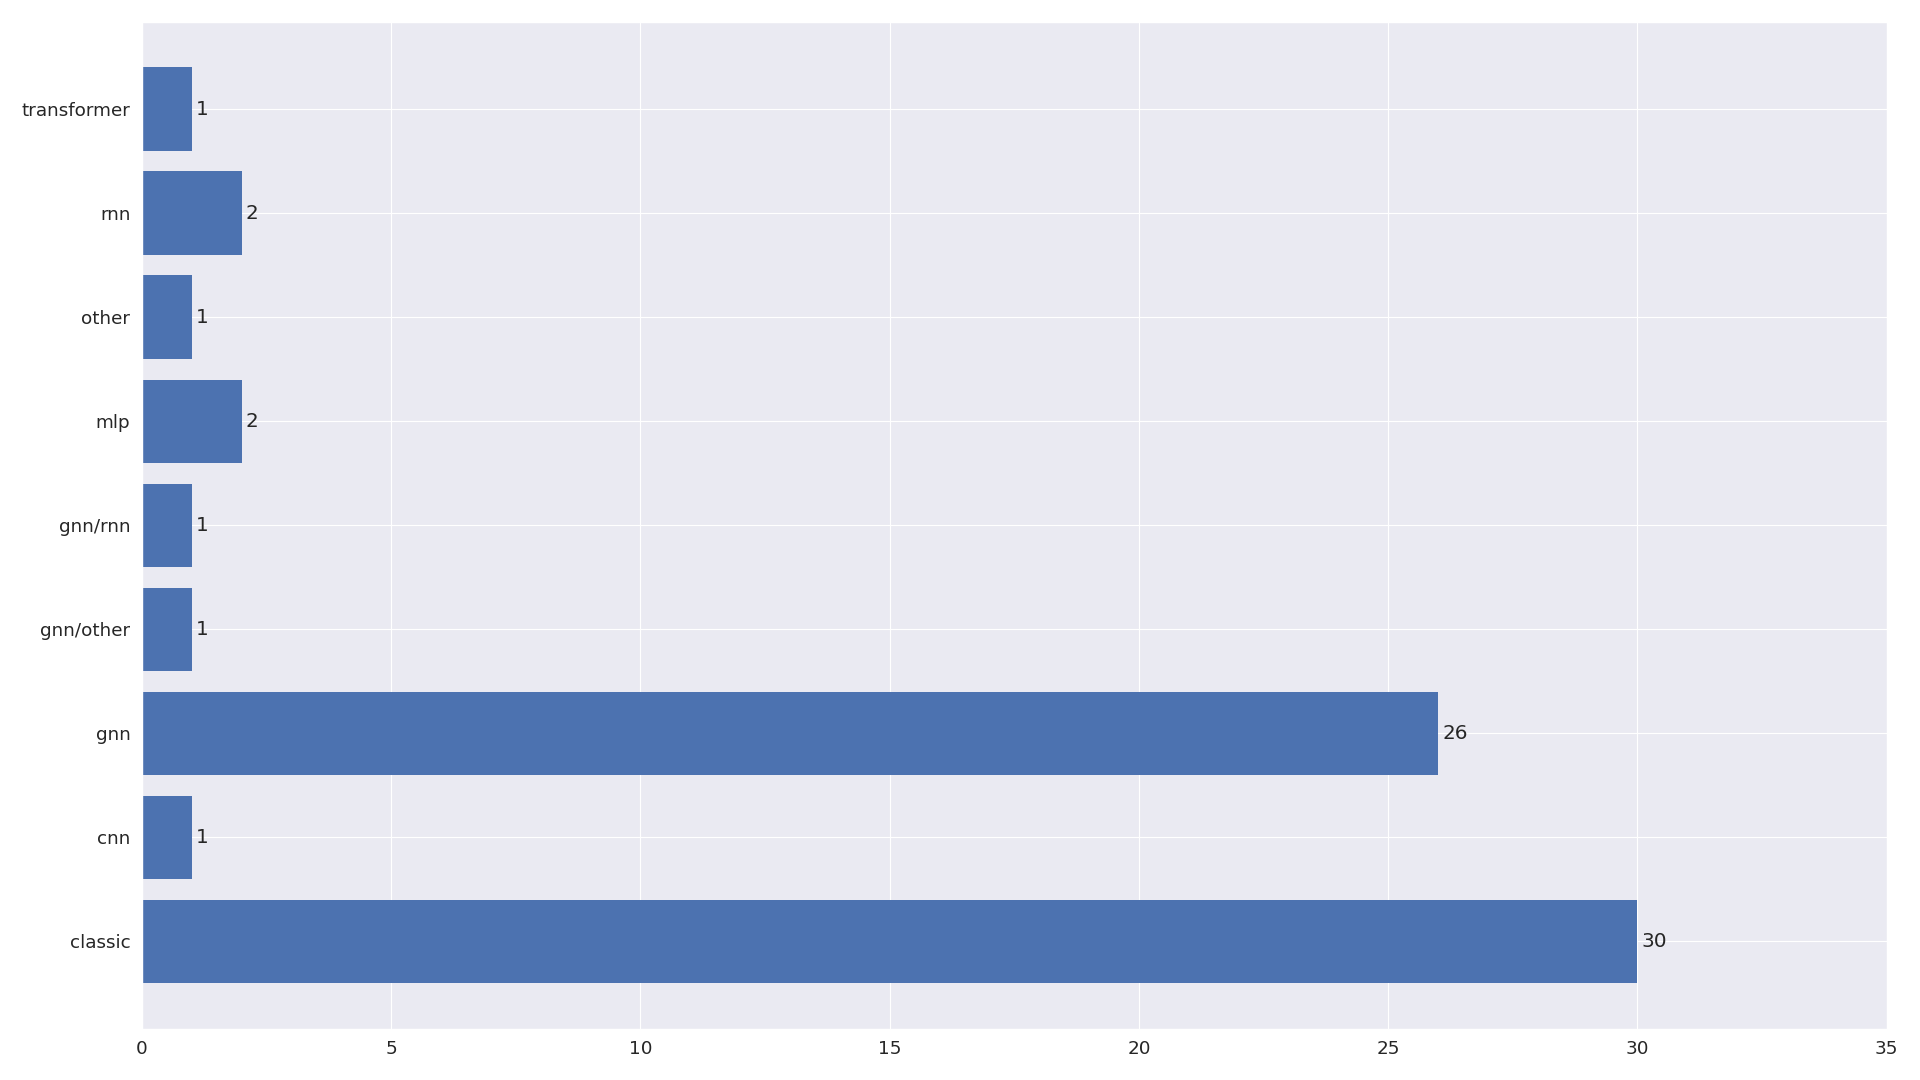 transformer 1
rnn 2
other 1
mlp 2
gnn/rnn 1
gnn/other 1
gnn 26
cnn 1
classic 30
0 5 10 15 20 25 30 35